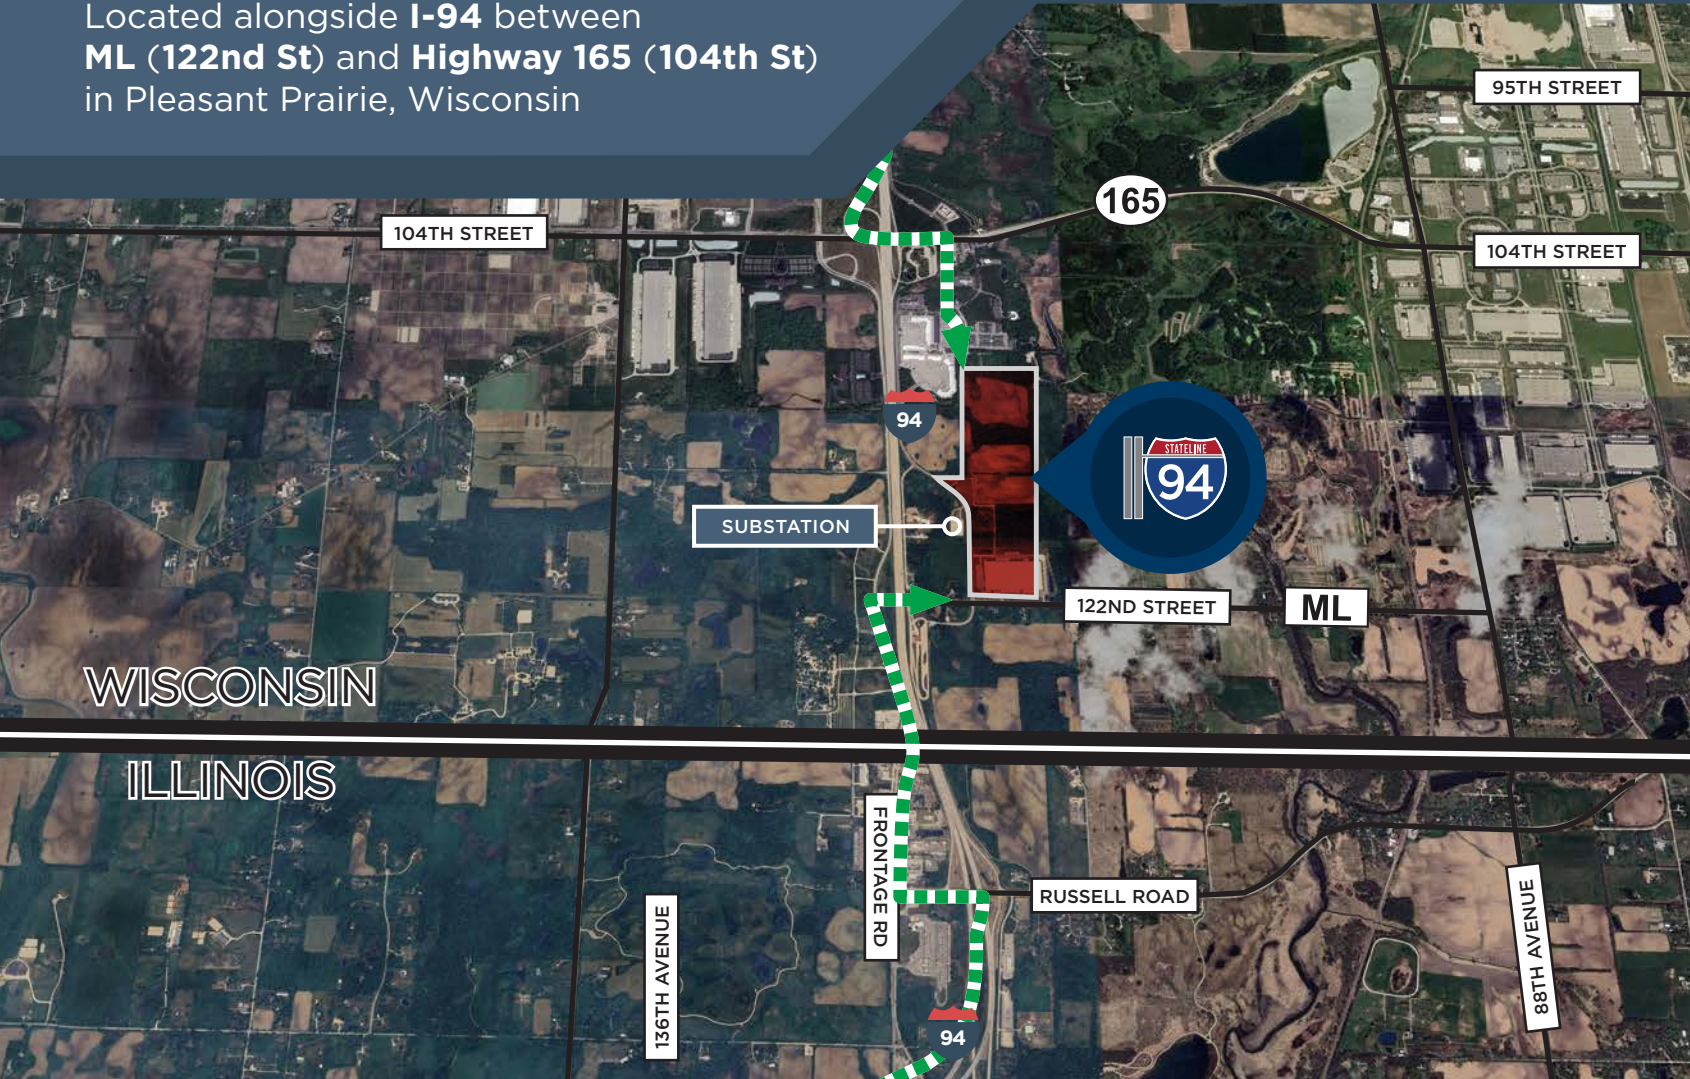 Located alongside I-94 between
ML (122nd St) and Highway 165 (104th St)
in Pleasant Prairie, Wisconsin
95TH STREET
165
104TH STREET
104TH STREET
94
STATELINE
94
SUBSTATION
122ND STREET
ML
WISCONSIN
ILLINOIS
FRONTAGE RD
RUSSELL ROAD
136TH AVENUE
88TH AVENUE
94